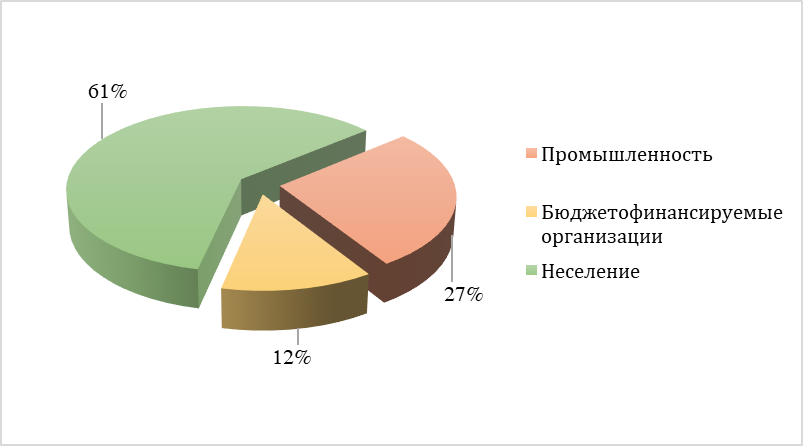 61%
Промышленность
Бюджетофинансируемые
организации
Неселение
27%
12%